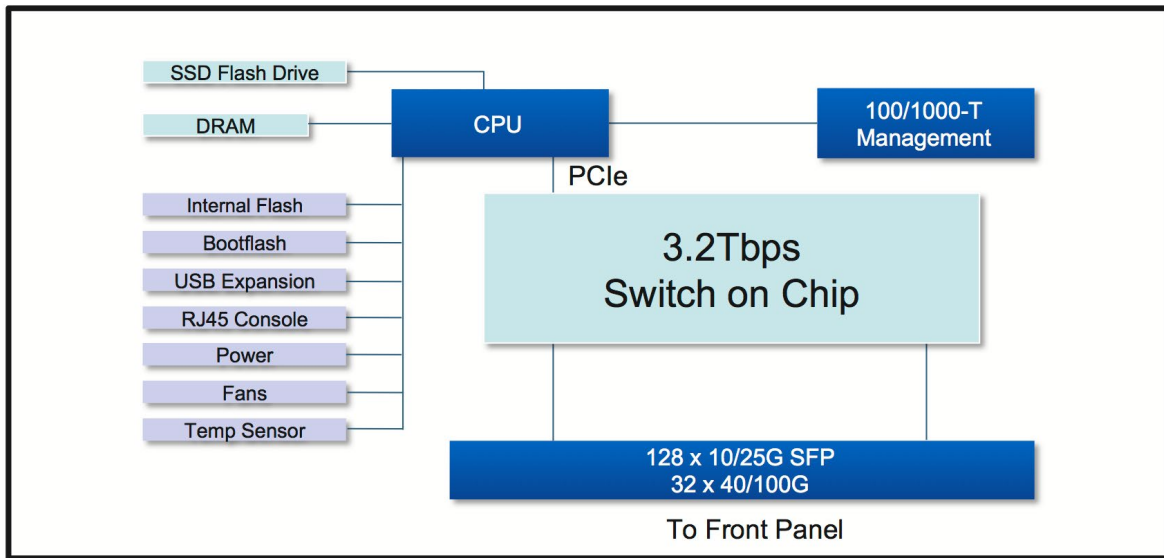 SSD Flash Drive
DRAM
CPU
100/1000-T
Management
PCIe
Internal Flash
Bootflash
USB Expansion
RJ45 Console
Power
Fans
Temp Sensor
3.2Tbps
Switch on Chip
128 x 10/25G SFP
32 x 40/100G
To Front Panel